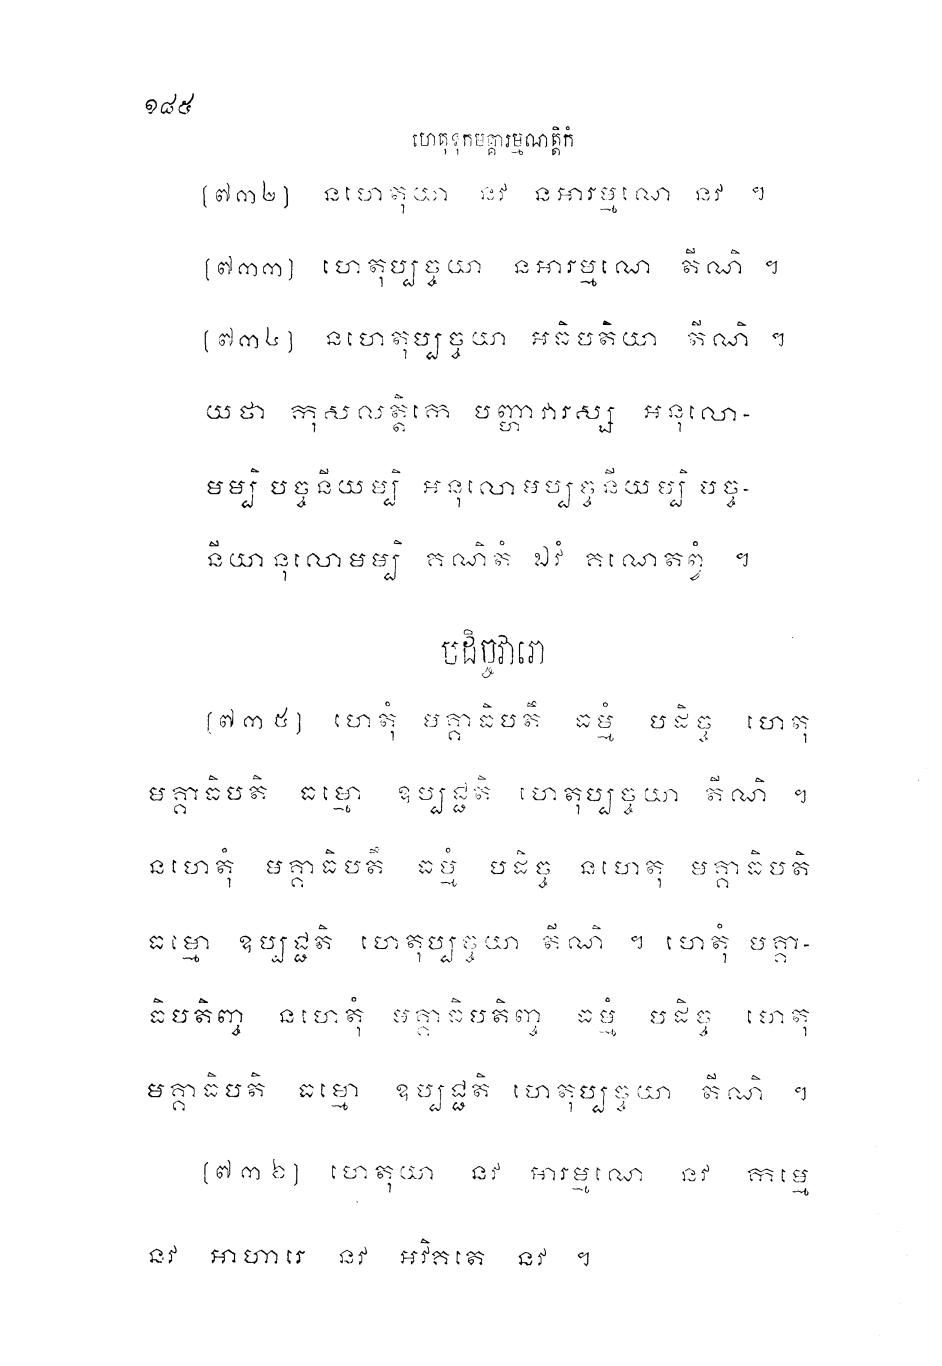 ១៨៥
ហេតុទុកមគ្គារម្មណត្តិកំ
(៧៣២) នហេតុយា នវ នអារម្មណេ នវ ។
(៧៣៣) ហេតុប្បច្ចយា នអារម្មណេ តីណិ ។
(៧៣៤) នហេតុប្បច្ចយា អធិបតិយា តីណិ ។
យថា កុសលត្តិកេ បញ្ហាវារស្ស អនុលោ-
មម្បិ បច្ចនីយម្បិ អនុលោមប្បច្ចនីយម្បិ បច្ច-
នីយានុលោមម្បិ គណិតំ ឯវំ គណេតព្វំ ។
បដិច្ចវារោ
(៧៣៥) ហេតុំ មគ្គាធិបតឹ ធម្មំ បដិច្ច ហេតុ
មគ្គាធិបតិ ធម្មោ ឧប្បជ្ជតិ ហេតុប្បច្ចយា តីណិ ។
នហេតុំ មគ្គាធិបតឹ ធម្មំ បដិច្ច នហេតុ មគ្គាធិបតិ
ធម្មោ ឧប្បជ្ជតិ ហេតុប្បច្ចយា តីណិ ។ ហេតុំ មគ្គា-
ធិបតិញ្ច នហេតុំ មគ្គាធិបតិញ្ច ធម្មំ បដិច្ច ហេតុ
មគ្គាធិបតិ ធម្មោ ឧប្បជ្ជតិ ហេតុប្បច្ចយា តីណិ ។
(៧៣៦) ហេតុយា នវ អារម្មណេ នវ កម្មេ
នវ អាហារេ នវ អវិគតេ នវ ។